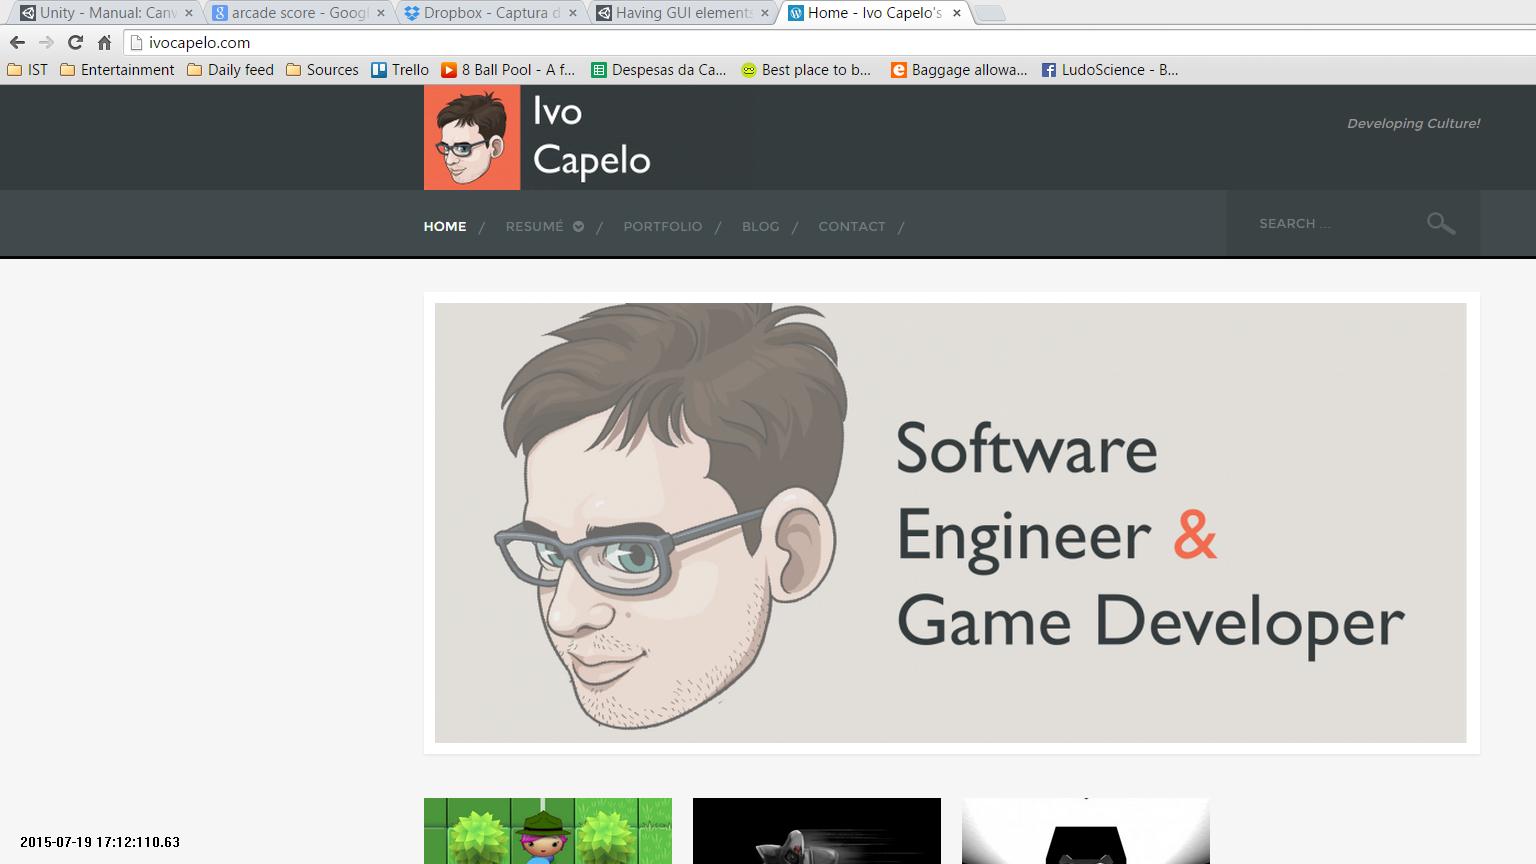 Unity - Manual: Canv
arcade score - Googl
Dropbox - Captura d
Having GUI elements
Home - Ivo Capelo's
ivocapelo.com
IST Entertainment Daily feed Sources Trello 8 Ball Pool - A f... Despesas da Ca... Best place to b... Baggage allowa... LudoScience - B...
Ivo
Capelo
Developing Culture!
HOME / RESUMÉ / PORTFOLIO / BLOG / CONTACT /
SEARCH ...
Software
Engineer &
Game Developer
2015-07-19 17:12:110.63